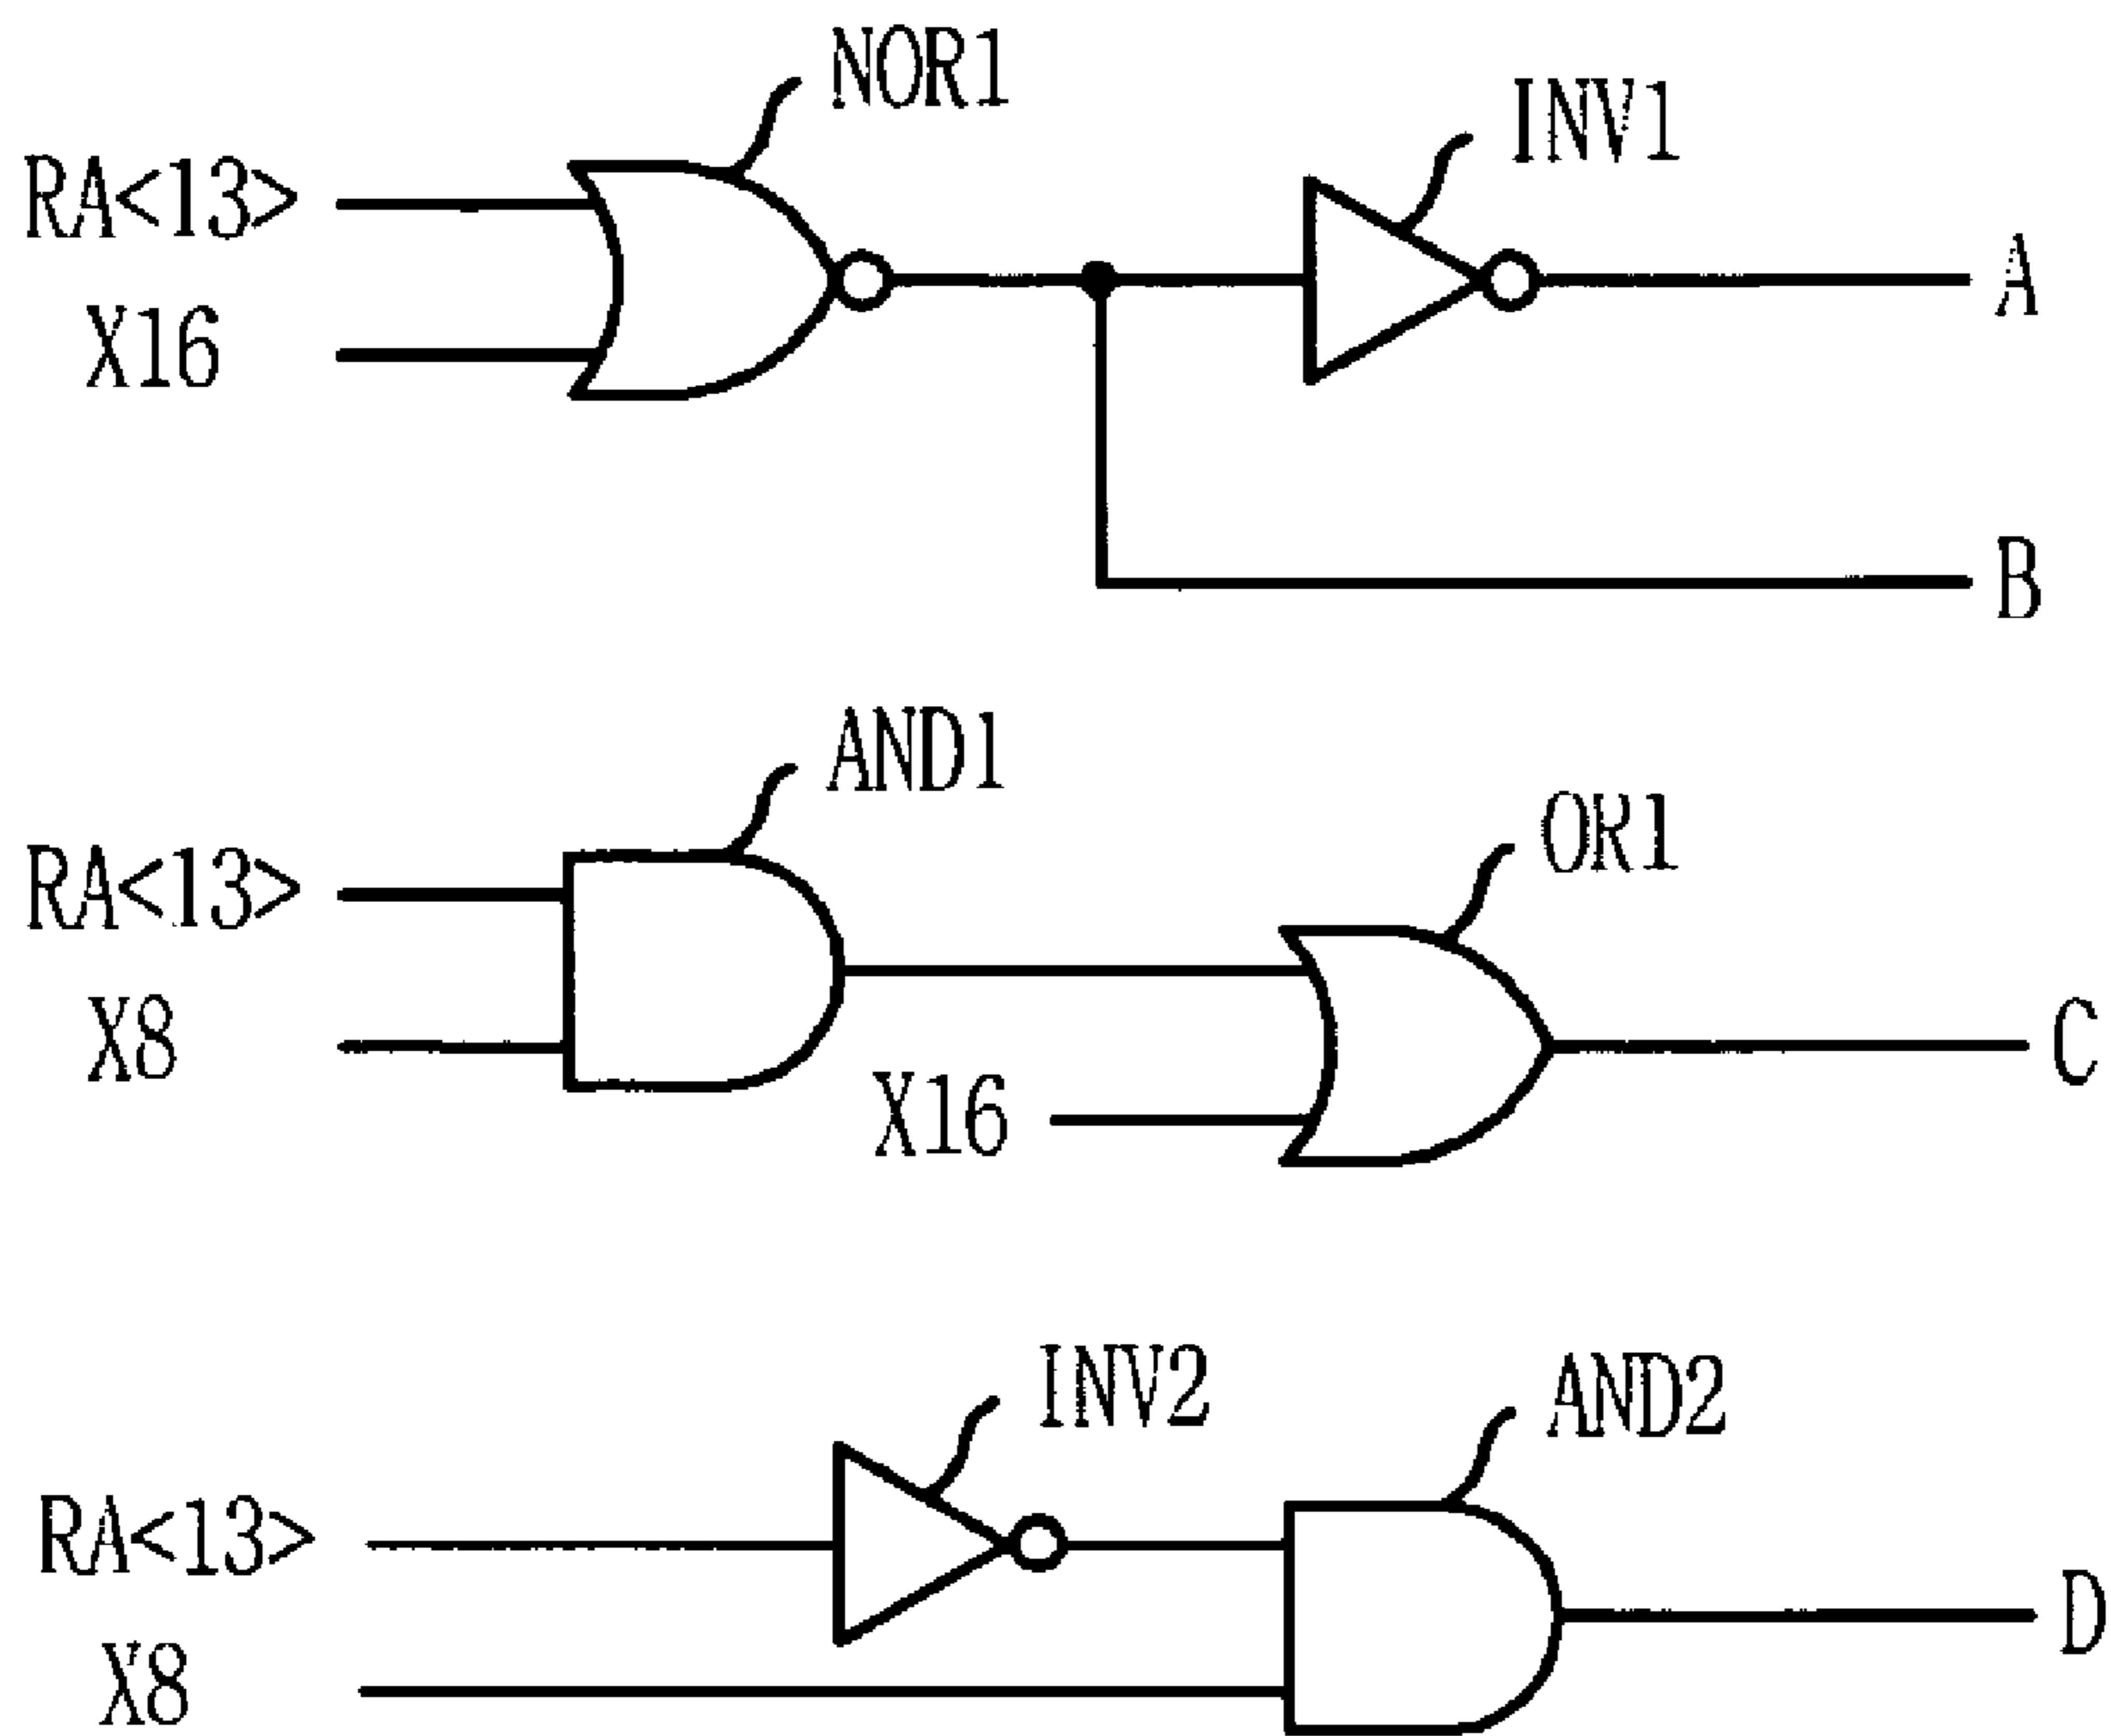 NOR1
INV1
RA<13>
A
X16
B
AND1
OR1
RA<13>
X8
C
X16
INV2
AND2
RA<13>
D
X8